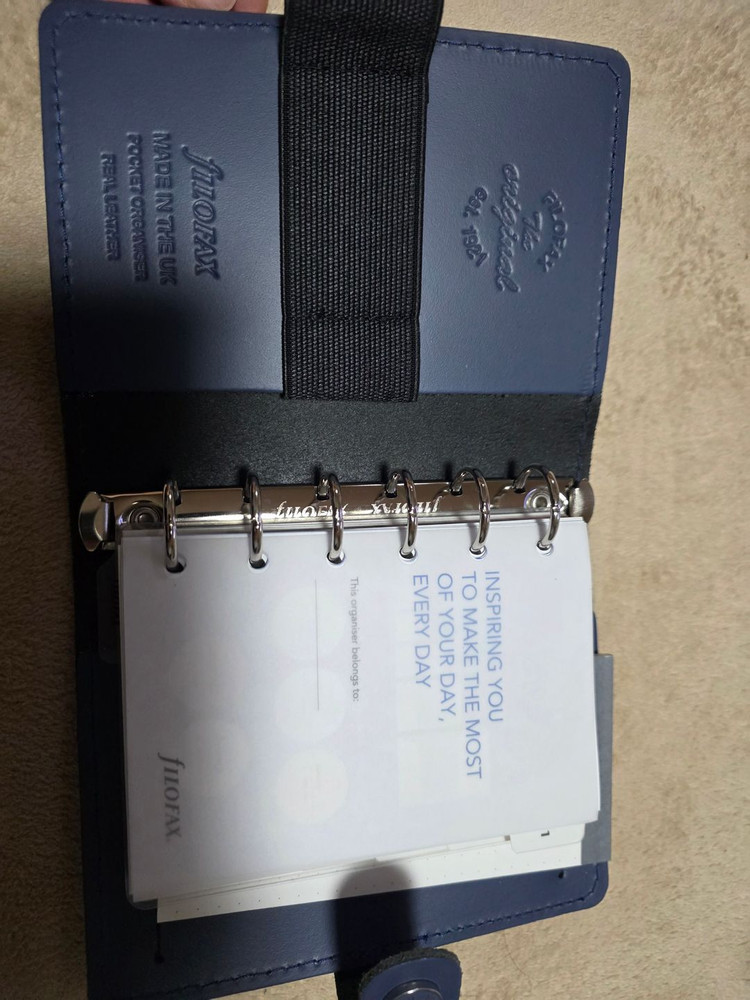 FILOFAX
The
original
Est. 1921
FILOFAX
MADE IN THE UK
POCKET ORGANISER
REAL LEATHER
FILOFAX
INSPIRING YOU
TO MAKE THE MOST
OF YOUR DAY,
EVERY DAY
This organiser belongs to:
FILOFAX
1